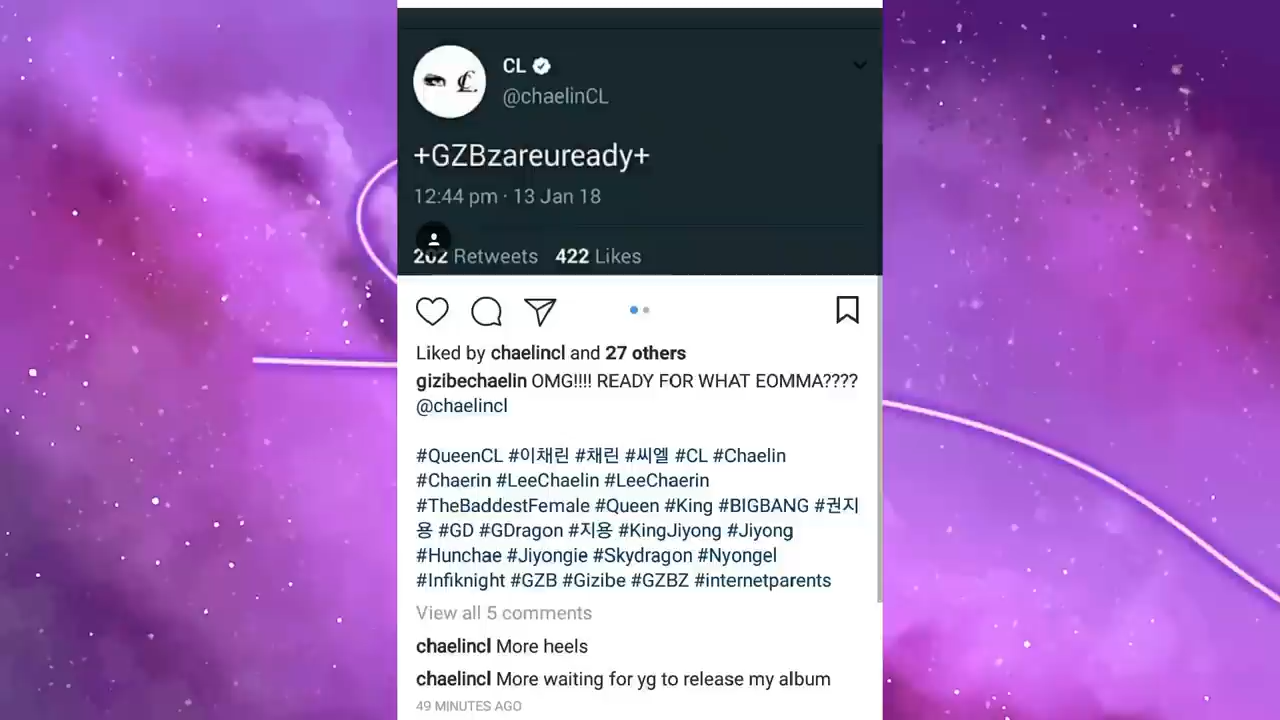 CL
@chaelinCL
+GZBzareuready+
12:44 pm · 13 Jan 18
202 Retweets 422 Likes
Liked by chaelincl and 27 others
gizibechaelin OMG!!!! READY FOR WHAT EOMMA????
@chaelincl
#QueenCL #이채린 #채린 #씨엘 #CL #Chaelin
#Chaerin #LeeChaelin #LeeChaerin
#TheBaddestFemale #Queen #King #BIGBANG #권지
용 #GD #GDragon #지용 #KingJiyong #Jiyong
#Hunchae #Jiyongie #Skydragon #Nyongel
#Infiknight #GZB #Gizibe #GZBZ #internetparents
View all 5 comments
chaelincl More heels
chaelincl More waiting for yg to release my album
49 MINUTES AGO